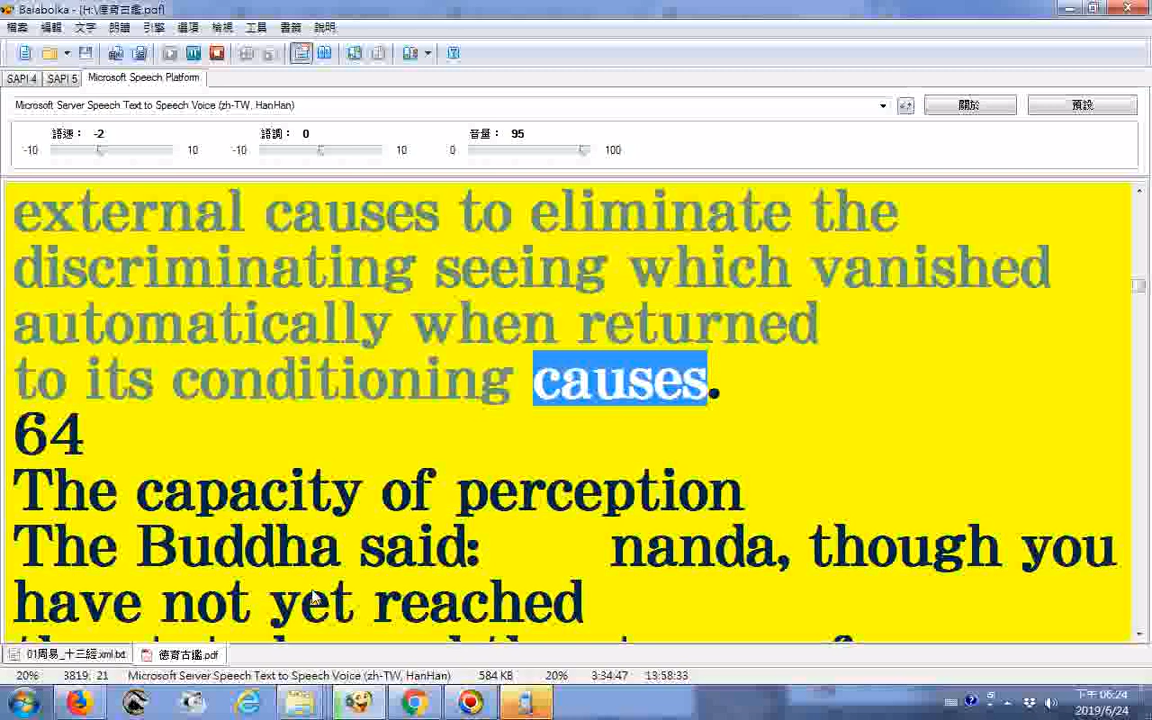 Balabolka - [H:\德育古鑑.pdf]
檔案 編輯 文字 朗讀 引擎 選項 檢視 工具 書籤 說明
SAPI 4 SAPI 5 Microsoft Speech Platform
Microsoft Server Speech Text to Speech Voice (zh-TW, HanHan)
關於 預設
語速： -2 語調： 0 音量： 95
-10 10 -10 10 0 100
external causes to eliminate the
discriminating seeing which vanished
automatically when returned
to its conditioning causes.
64
The capacity of perception
The Buddha said: nanda, though you
have not yet reached
01周易_十三經.xml.txt 德育古鑑.pdf
20% 3819, 21 Microsoft Server Speech Text to Speech Voice (zh-TW, HanHan) 584 KB 20% 3:34:47 13:58:33
下午 06:24
2019/6/24